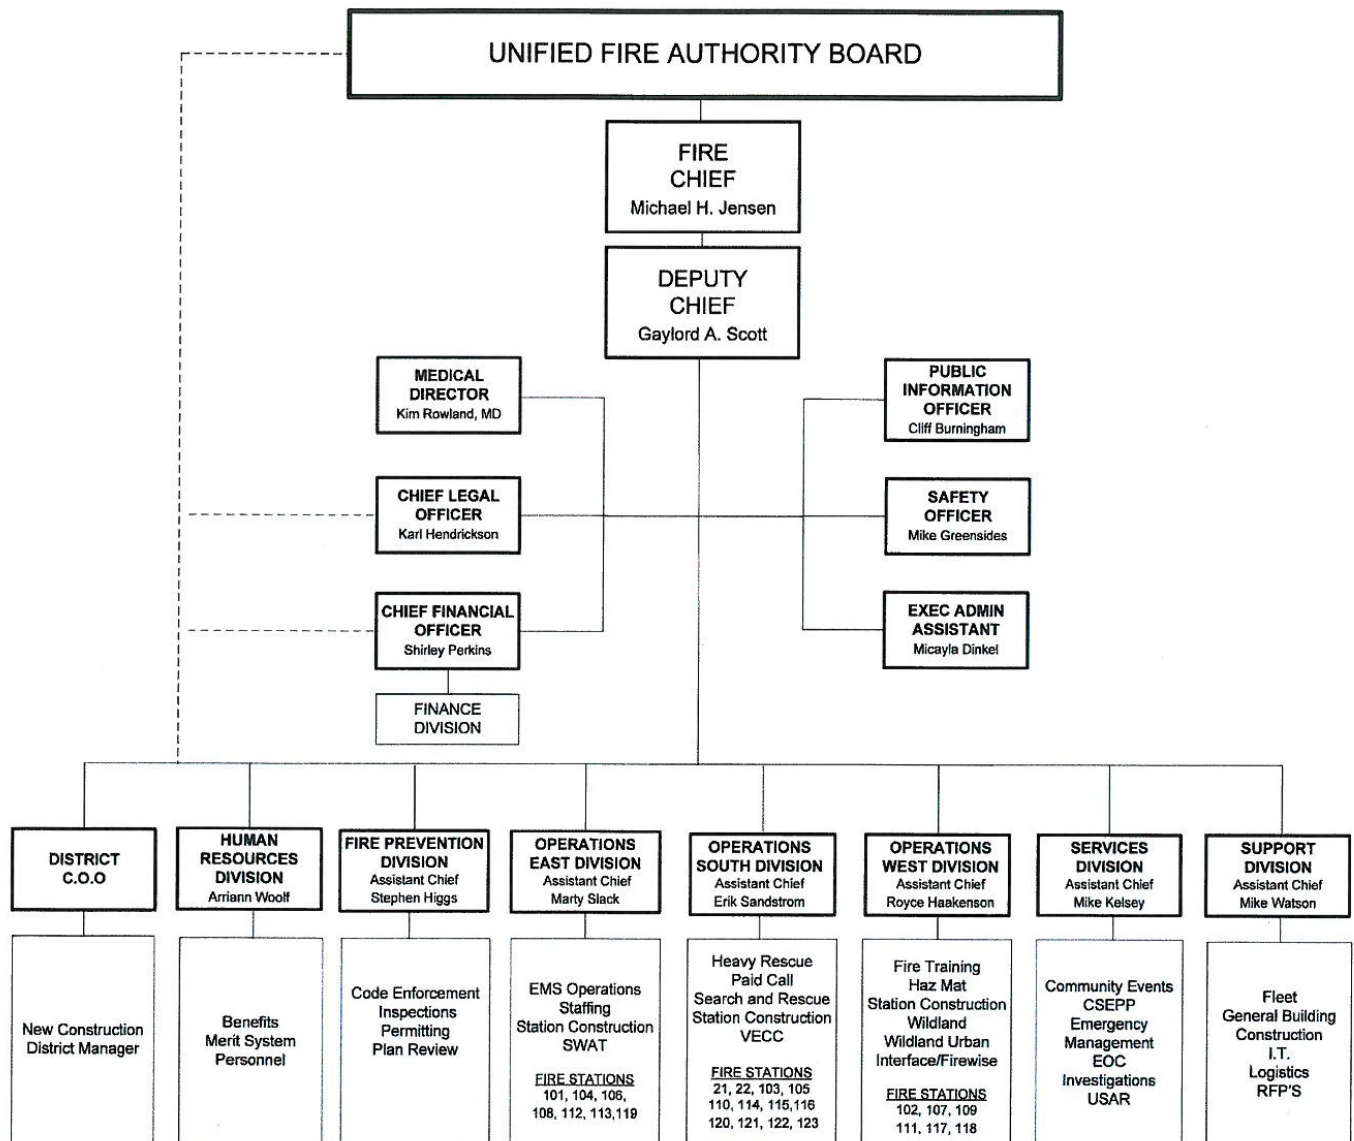 UNIFIED FIRE AUTHORITY BOARD
FIRE
CHIEF
Michael H. Jensen
DEPUTY
CHIEF
Gaylord A. Scott
MEDICAL
DIRECTOR
Kim Rowland, MD
PUBLIC
INFORMATION
OFFICER
Cliff Burningham
CHIEF LEGAL
OFFICER
Karl Hendrickson
SAFETY
OFFICER
Mike Greensides
CHIEF FINANCIAL
OFFICER
Shirley Perkins
EXEC ADMIN
ASSISTANT
Micayla Dinkel
FINANCE
DIVISION
DISTRICT
C.O.O
HUMAN
RESOURCES
DIVISION
Arriann Woolf
FIRE PREVENTION
DIVISION
Assistant Chief
Stephen Higgs
OPERATIONS
EAST DIVISION
Assistant Chief
Marty Slack
OPERATIONS
SOUTH DIVISION
Assistant Chief
Erik Sandstrom
OPERATIONS
WEST DIVISION
Assistant Chief
Royce Haakenson
SERVICES
DIVISION
Assistant Chief
Mike Kelsey
SUPPORT
DIVISION
Assistant Chief
Mike Watson
New Construction
District Manager
Benefits
Merit System
Personnel
Code Enforcement
Inspections
Permitting
Plan Review
EMS Operations
Staffing
Station Construction
SWAT
FIRE STATIONS
101, 104, 106,
108, 112, 113,119
Heavy Rescue
Paid Call
Search and Rescue
Station Construction
VECC
FIRE STATIONS
21, 22, 103, 105
110, 114, 115,116
120, 121, 122, 123
Fire Training
Haz Mat
Station Construction
Wildland
Wildland Urban
Interface/Firewise
FIRE STATIONS
102, 107, 109
111, 117, 118
Community Events
CSEPP
Emergency
Management
EOC
Investigations
USAR
Fleet
General Building
Construction
I.T.
Logistics
RFP'S